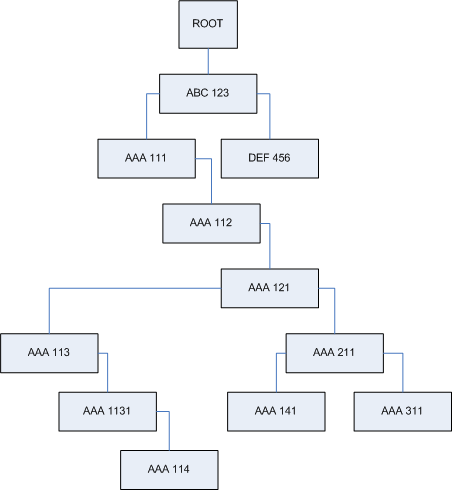 ROOT
ABC 123
AAA 111
DEF 456
AAA 112
AAA 121
AAA 113
AAA 211
AAA 1131
AAA 141
AAA 311
AAA 114